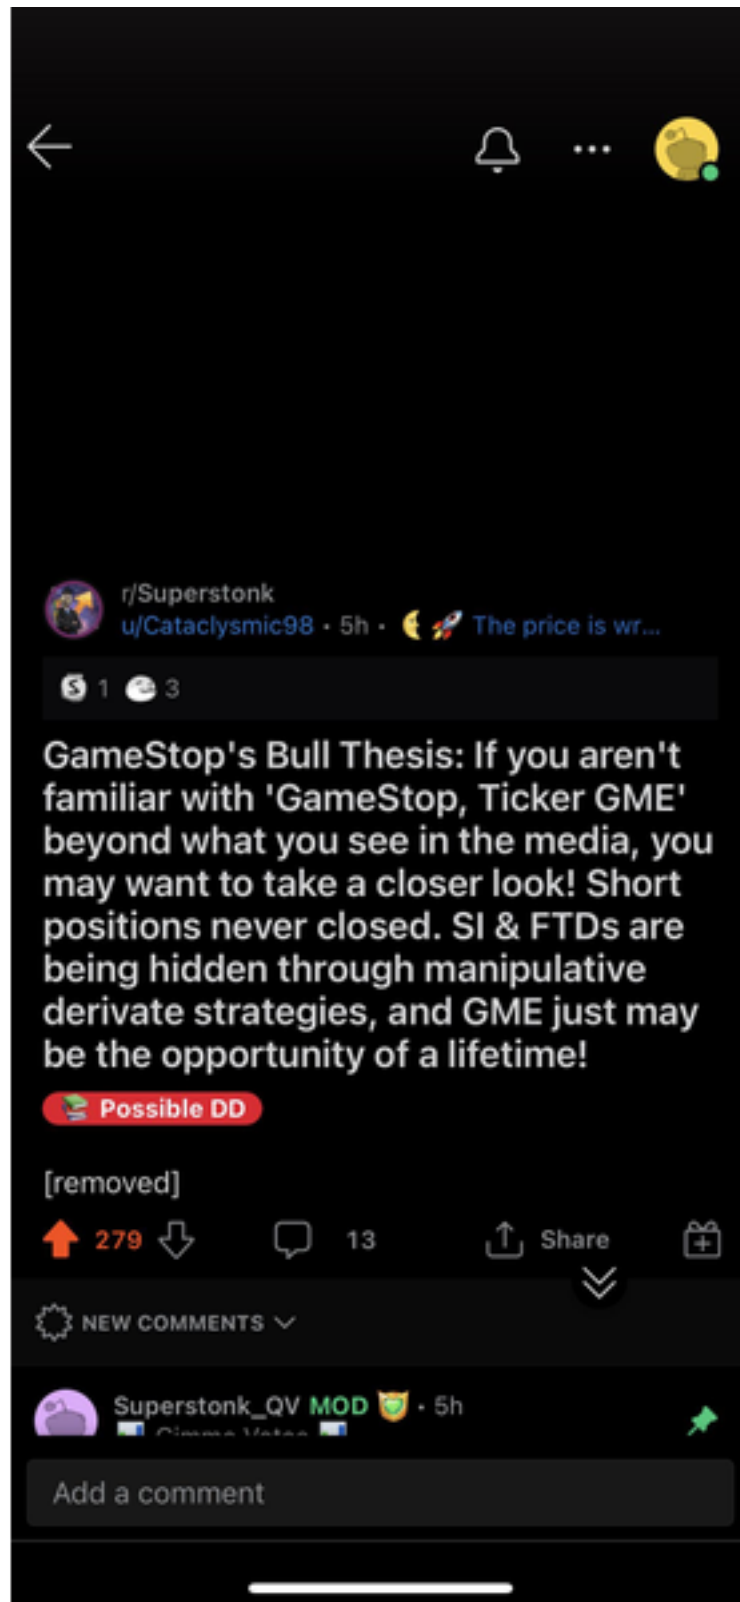 r/Superstonk
u/Cataclysmic98 • 5h • 🌜 🚀 The price is wr...
S 1 3
GameStop's Bull Thesis: If you aren't
familiar with 'GameStop, Ticker GME'
beyond what you see in the media, you
may want to take a closer look! Short
positions never closed. SI & FTDs are
being hidden through manipulative
derivate strategies, and GME just may
be the opportunity of a lifetime!
📚 Possible DD
[removed]
279 13 Share
NEW COMMENTS
Superstonk_QV MOD • 5h
📊 Gimme Votes 📊
Add a comment